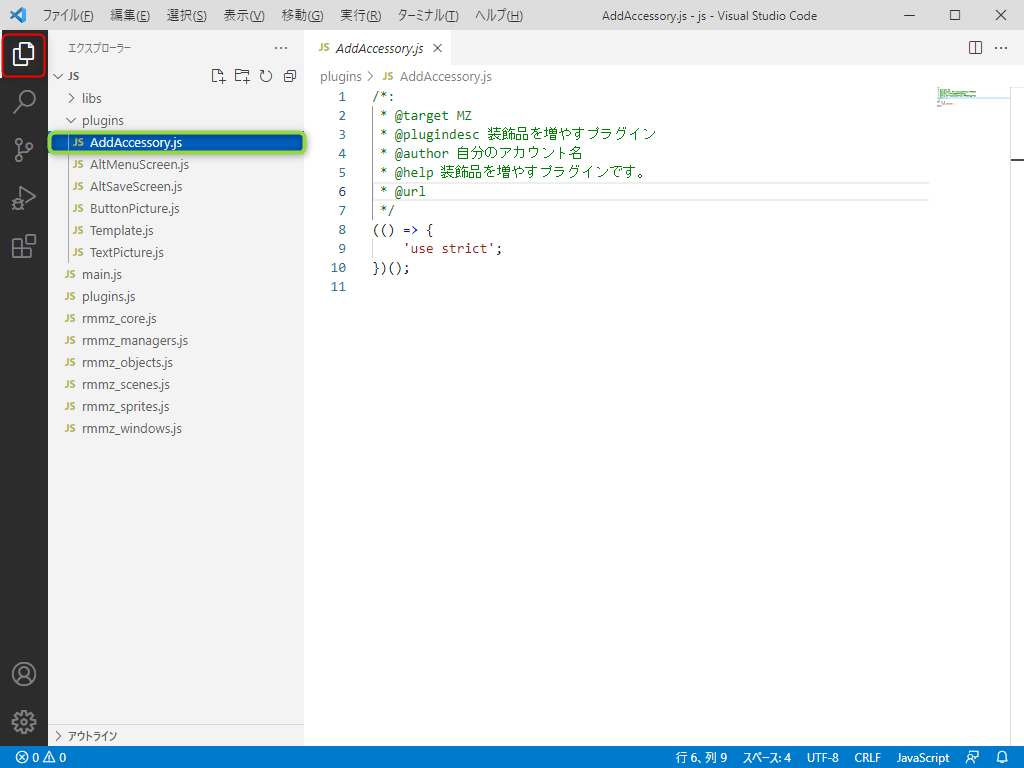 ファイル(F) 編集(E) 選択(S) 表示(V) 移動(G) 実行(R) ターミナル(T) ヘルプ(H) AddAccessory.js - js - Visual Studio Code
エクスプローラー
JS
libs
plugins
JS AddAccessory.js
JS AltMenuScreen.js
JS AltSaveScreen.js
JS ButtonPicture.js
JS Template.js
JS TextPicture.js
JS main.js
JS plugins.js
JS rmmz_core.js
JS rmmz_managers.js
JS rmmz_objects.js
JS rmmz_scenes.js
JS rmmz_sprites.js
JS rmmz_windows.js
アウトライン
JS AddAccessory.js
plugins > JS AddAccessory.js
1 /*:
2 * @target MZ
3 * @plugindesc 装飾品を増やすプラグイン
4 * @author 自分のアカウント名
5 * @help 装飾品を増やすプラグインです。
6 * @url
7 */
8 (() => {
9 'use strict';
10 })();
11
0 0 行 6、列 9 スペース: 4 UTF-8 CRLF JavaScript